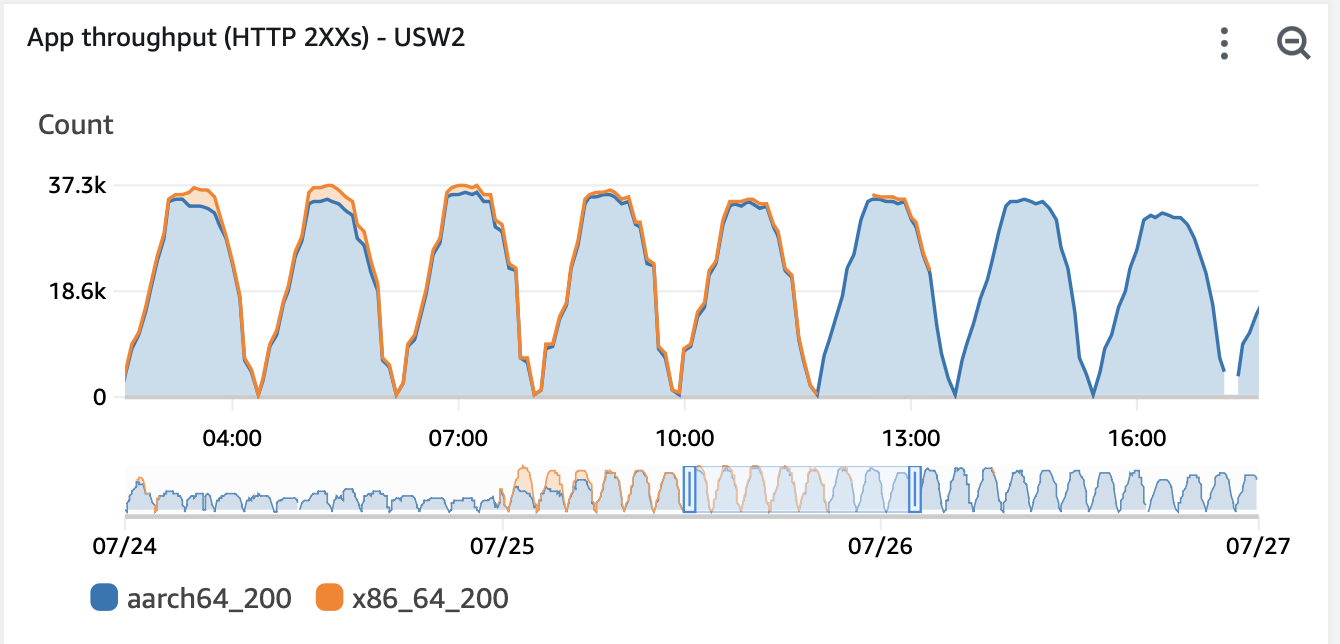 App throughput (HTTP 2XXs) - USW2
Count
37.3k
18.6k
0
04:00 07:00 10:00 13:00 16:00
07/24 07/25 07/26 07/27
aarch64_200 x86_64_200